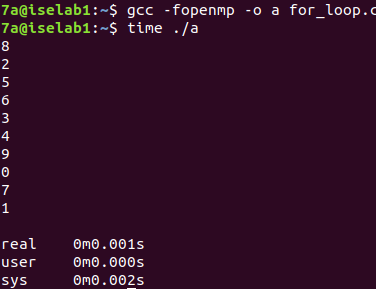 7a@iselab1:~$ gcc -fopenmp -o a for_loop.c
7a@iselab1:~$ time ./a
8
2
5
6
3
4
9
0
7
1
real 0m0.001s
user 0m0.000s
sys 0m0.002s